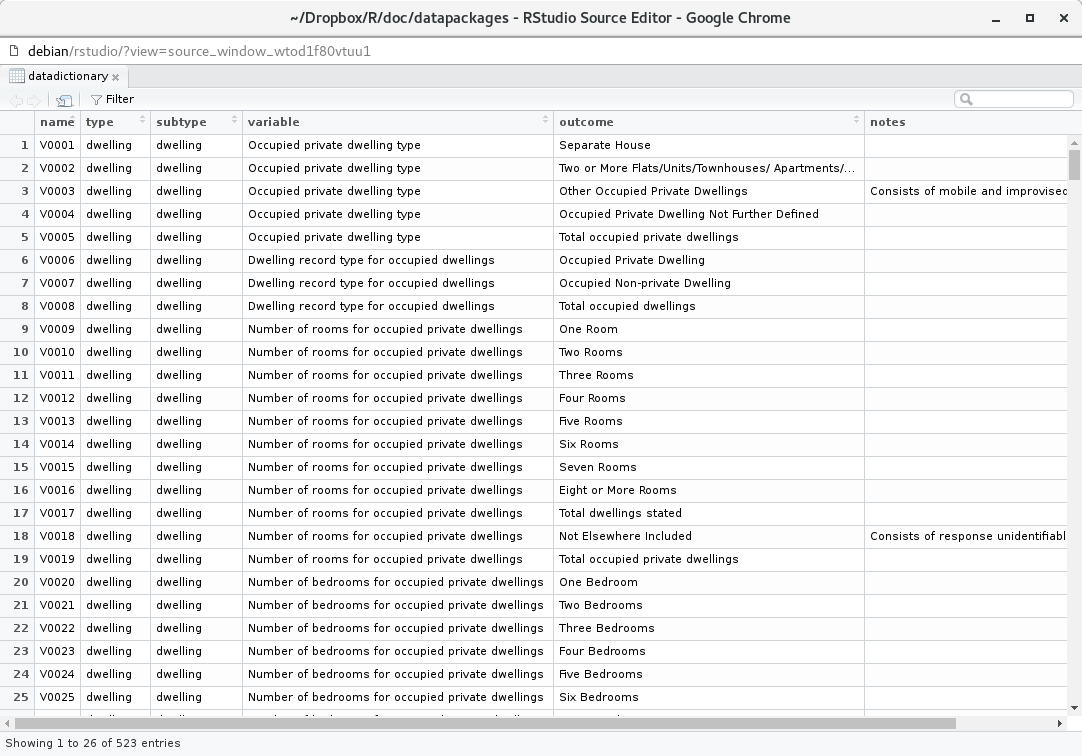 ~/Dropbox/R/doc/datapackages - RStudio Source Editor - Google Chrome
debian/rstudio/?view=source_window_wtod1f80vtuu1
datadictionary
Filter
name type subtype variable outcome notes
1 V0001 dwelling dwelling Occupied private dwelling type Separate House
2 V0002 dwelling dwelling Occupied private dwelling type Two or More Flats/Units/Townhouses/ Apartments/...
3 V0003 dwelling dwelling Occupied private dwelling type Other Occupied Private Dwellings Consists of mobile and improvised
4 V0004 dwelling dwelling Occupied private dwelling type Occupied Private Dwelling Not Further Defined
5 V0005 dwelling dwelling Occupied private dwelling type Total occupied private dwellings
6 V0006 dwelling dwelling Dwelling record type for occupied dwellings Occupied Private Dwelling
7 V0007 dwelling dwelling Dwelling record type for occupied dwellings Occupied Non-private Dwelling
8 V0008 dwelling dwelling Dwelling record type for occupied dwellings Total occupied dwellings
9 V0009 dwelling dwelling Number of rooms for occupied private dwellings One Room
10 V0010 dwelling dwelling Number of rooms for occupied private dwellings Two Rooms
11 V0011 dwelling dwelling Number of rooms for occupied private dwellings Three Rooms
12 V0012 dwelling dwelling Number of rooms for occupied private dwellings Four Rooms
13 V0013 dwelling dwelling Number of rooms for occupied private dwellings Five Rooms
14 V0014 dwelling dwelling Number of rooms for occupied private dwellings Six Rooms
15 V0015 dwelling dwelling Number of rooms for occupied private dwellings Seven Rooms
16 V0016 dwelling dwelling Number of rooms for occupied private dwellings Eight or More Rooms
17 V0017 dwelling dwelling Number of rooms for occupied private dwellings Total dwellings stated
18 V0018 dwelling dwelling Number of rooms for occupied private dwellings Not Elsewhere Included Consists of response unidentifiabl
19 V0019 dwelling dwelling Number of rooms for occupied private dwellings Total occupied private dwellings
20 V0020 dwelling dwelling Number of bedrooms for occupied private dwellings One Bedroom
21 V0021 dwelling dwelling Number of bedrooms for occupied private dwellings Two Bedrooms
22 V0022 dwelling dwelling Number of bedrooms for occupied private dwellings Three Bedrooms
23 V0023 dwelling dwelling Number of bedrooms for occupied private dwellings Four Bedrooms
24 V0024 dwelling dwelling Number of bedrooms for occupied private dwellings Five Bedrooms
25 V0025 dwelling dwelling Number of bedrooms for occupied private dwellings Six Bedrooms
Showing 1 to 26 of 523 entries